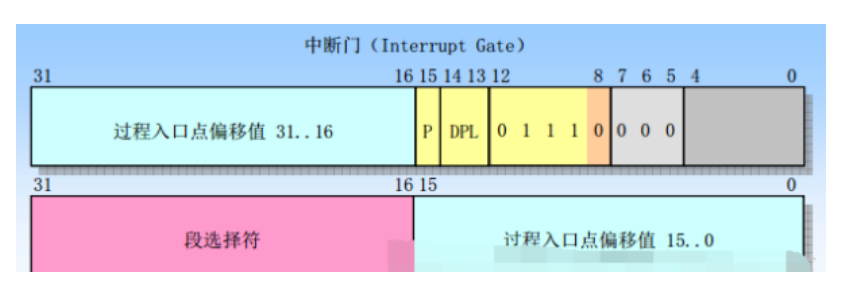 中断门（Interrupt Gate）
31 16 15 14 13 12 8 7 6 5 4 0
过程入口点偏移值 31..16 P DPL 0 1 1 1 0 0 0 0
31 16 15 0
段选择符 过程入口点偏移值 15..0